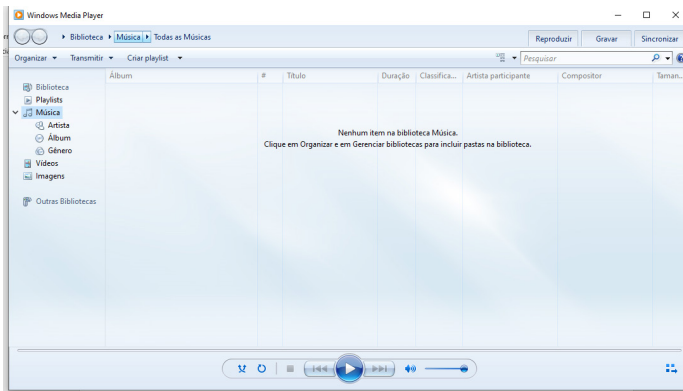 Windows Media Player
Biblioteca Música Todas as Músicas
Reproduzir Gravar Sincronizar
Organizar Transmitir Criar playlist
Pesquisar
Álbum # Título Duração Classifica... Artista participante Compositor Taman...
Biblioteca
Playlists
Música
Artista
Álbum
Gênero
Vídeos
Imagens
Outras Bibliotecas
Nenhum item na biblioteca Música.
Clique em Organizar e em Gerenciar bibliotecas para incluir pastas na biblioteca.